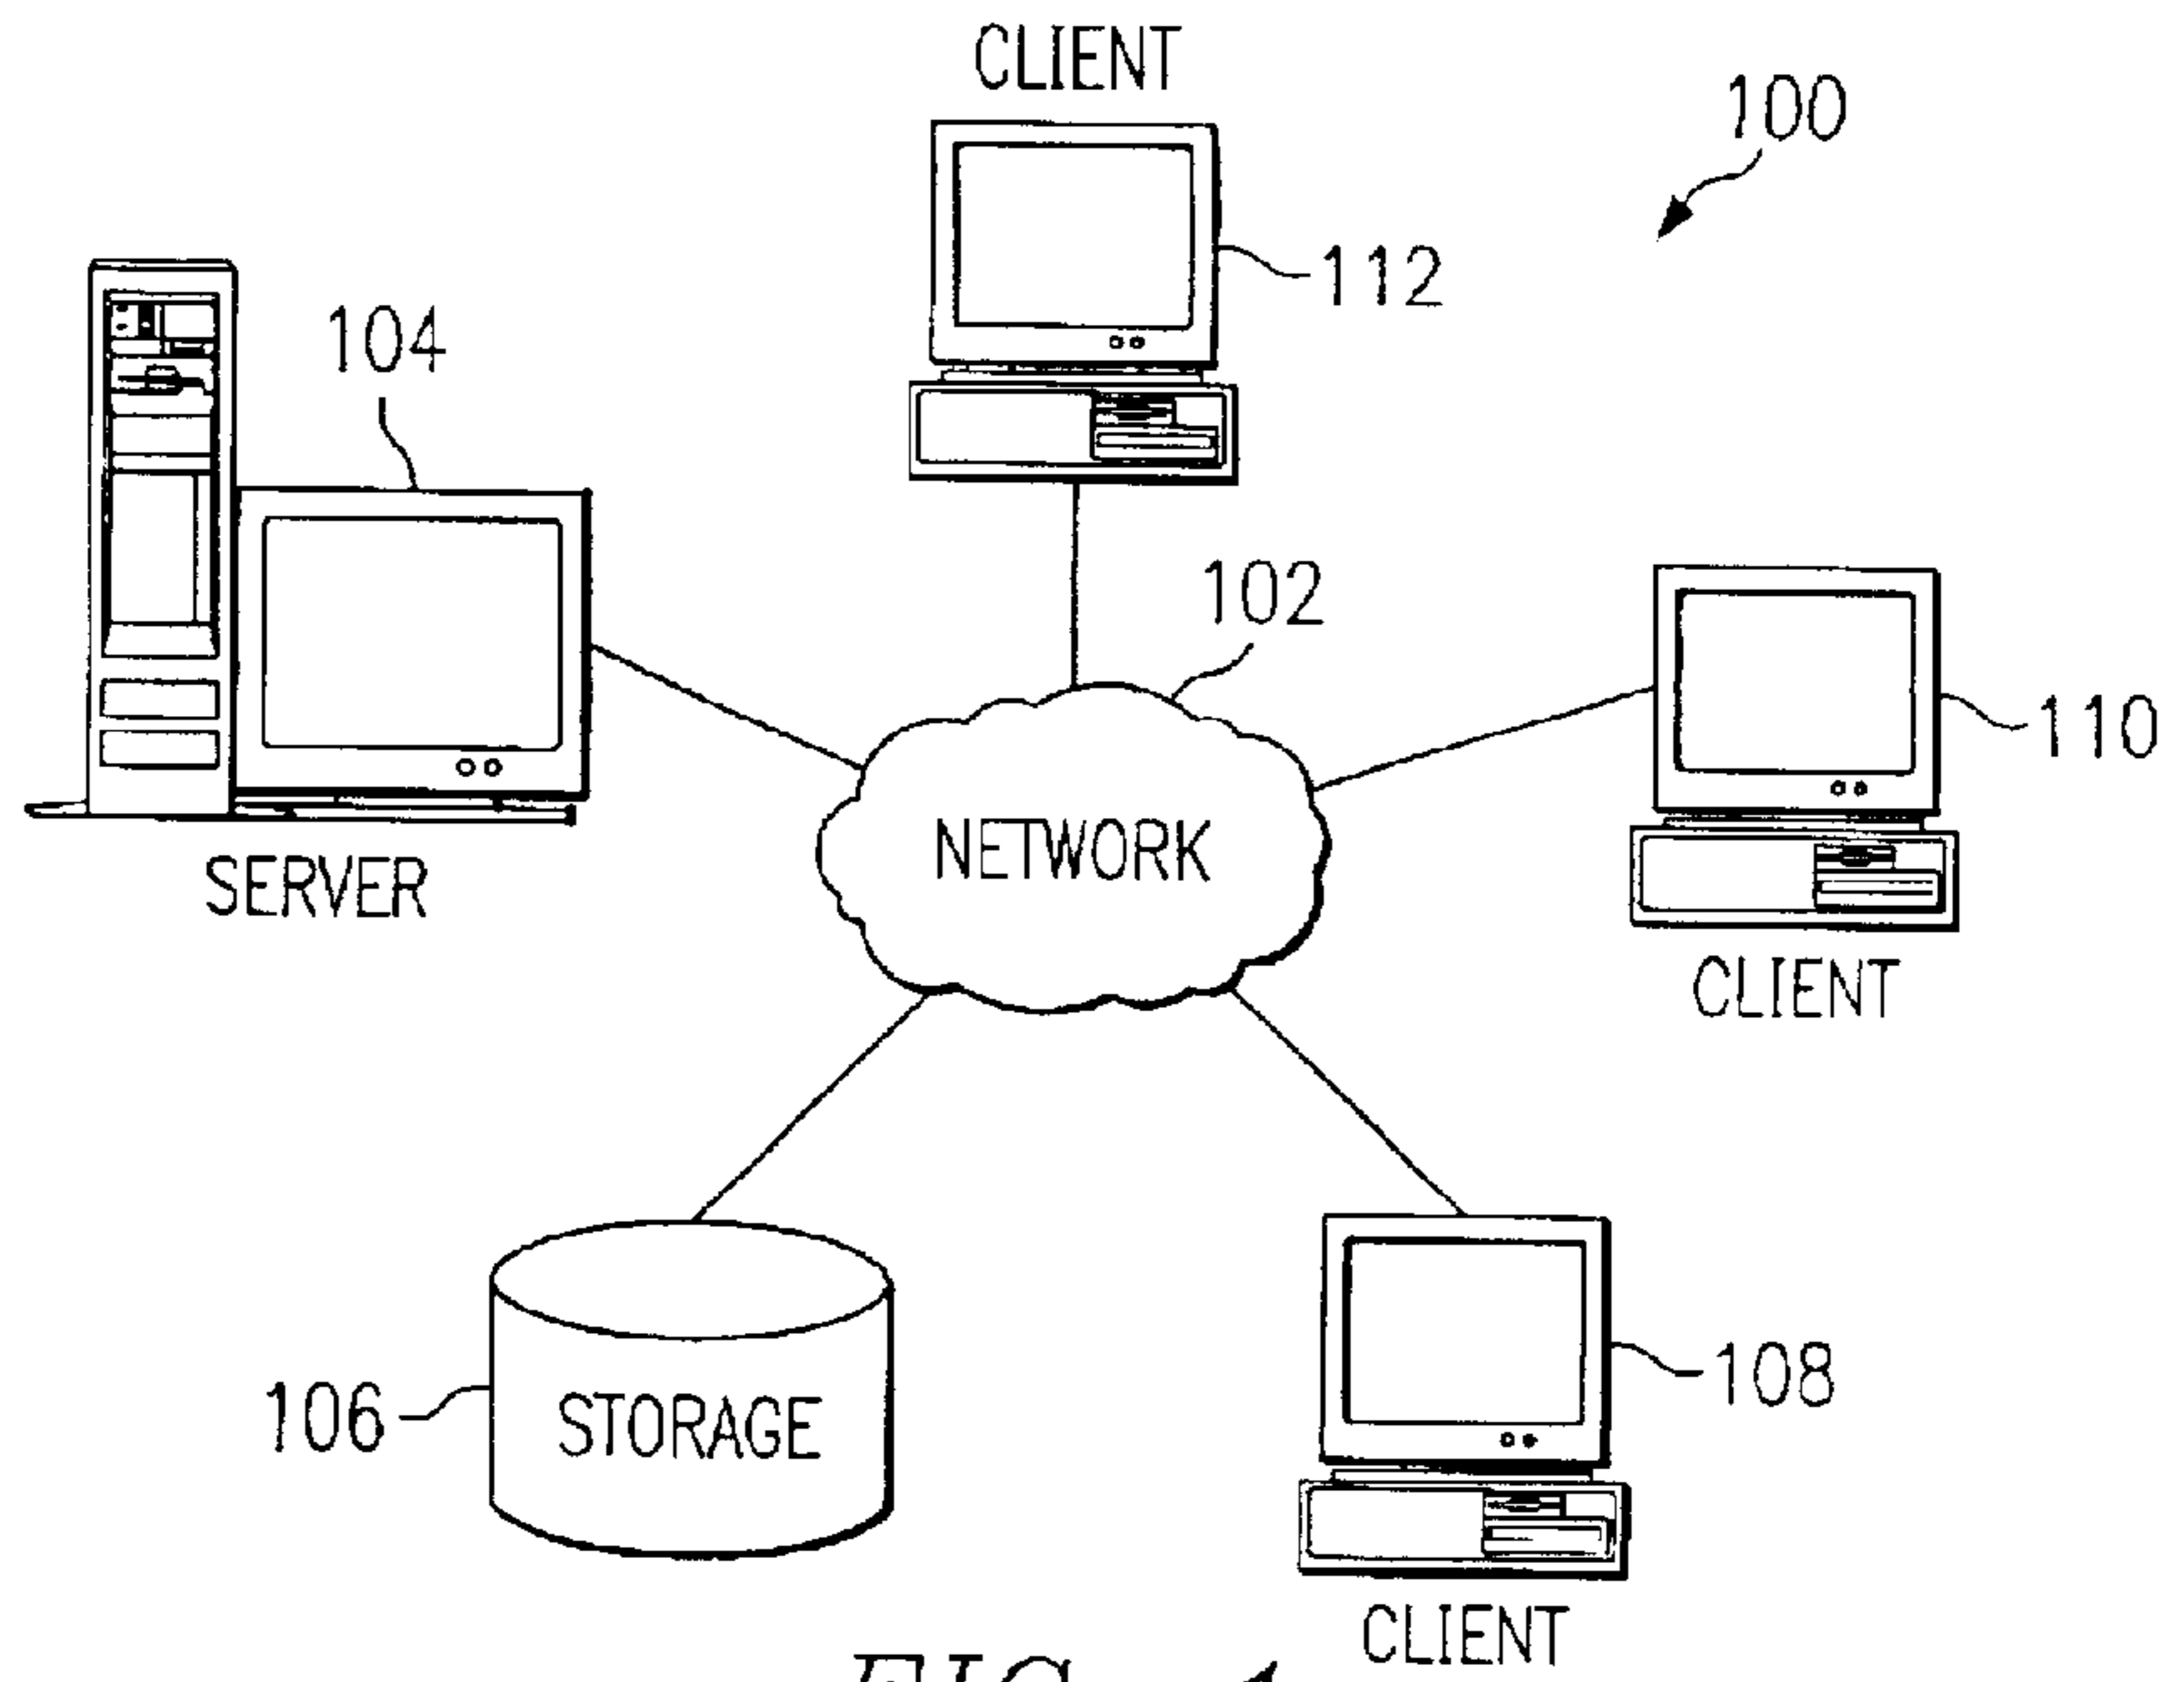 CLIENT
100
112
104
102
110
NETWORK
SERVER
CLIENT
108
106
STORAGE
CLIENT